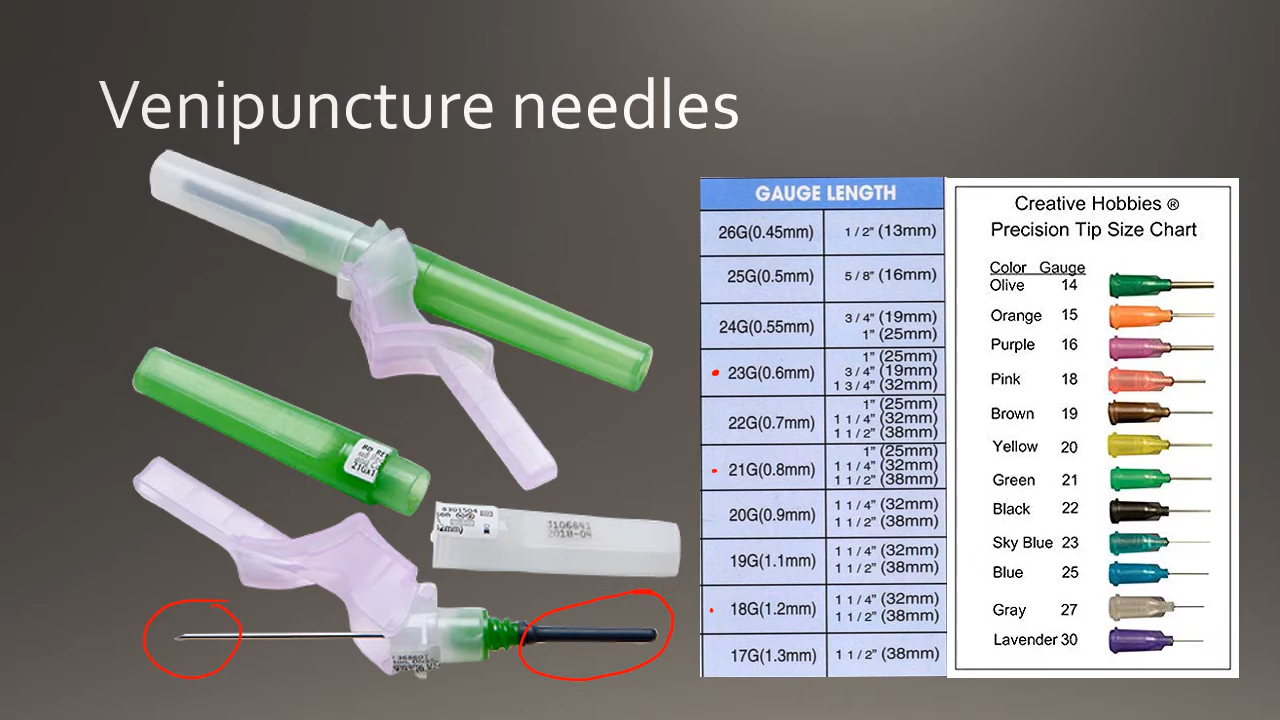 Venipuncture needles
GAUGE LENGTH
26G(0.45mm) 1/2" (13mm)
25G(0.5mm) 5/8" (16mm)
24G(0.55mm) 3/4" (19mm)
1" (25mm)
23G(0.6mm) 1" (25mm)
3/4" (19mm)
1 3/4" (32mm)
22G(0.7mm) 1" (25mm)
1 1/4" (32mm)
1 1/2" (38mm)
21G(0.8mm) 1" (25mm)
1 1/4" (32mm)
1 1/2" (38mm)
20G(0.9mm) 1 1/4" (32mm)
1 1/2" (38mm)
19G(1.1mm) 1 1/4" (32mm)
1 1/2" (38mm)
18G(1.2mm) 1 1/4" (32mm)
1 1/2" (38mm)
17G(1.3mm) 1 1/2" (38mm)
Creative Hobbies ®
Precision Tip Size Chart
Color Gauge
Olive 14
Orange 15
Purple 16
Pink 18
Brown 19
Yellow 20
Green 21
Black 22
Sky Blue 23
Blue 25
Gray 27
Lavender 30
3106641
2018-04